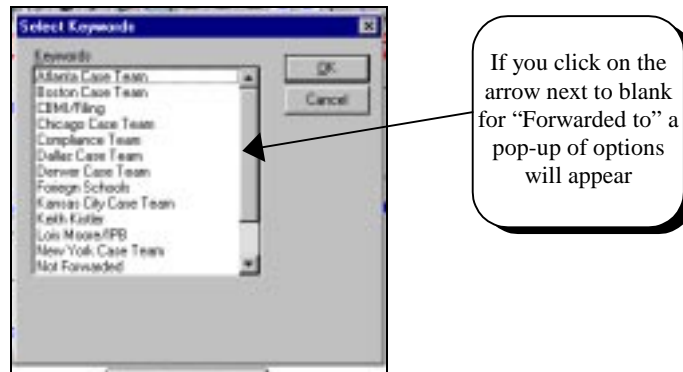 Select Keywords
Keywords
Atlanta Case Team
Boston Case Team
CBMI/Filing
Chicago Case Team
Compliance Team
Dallas Case Team
Denver Case Team
Foreign Schools
Kansas City Case Team
Keith Kistler
Lois Moore/IPB
New York Case Team
Not Forwarded
OK
Cancel
If you click on the
arrow next to blank
for “Forwarded to” a
pop-up of options
will appear